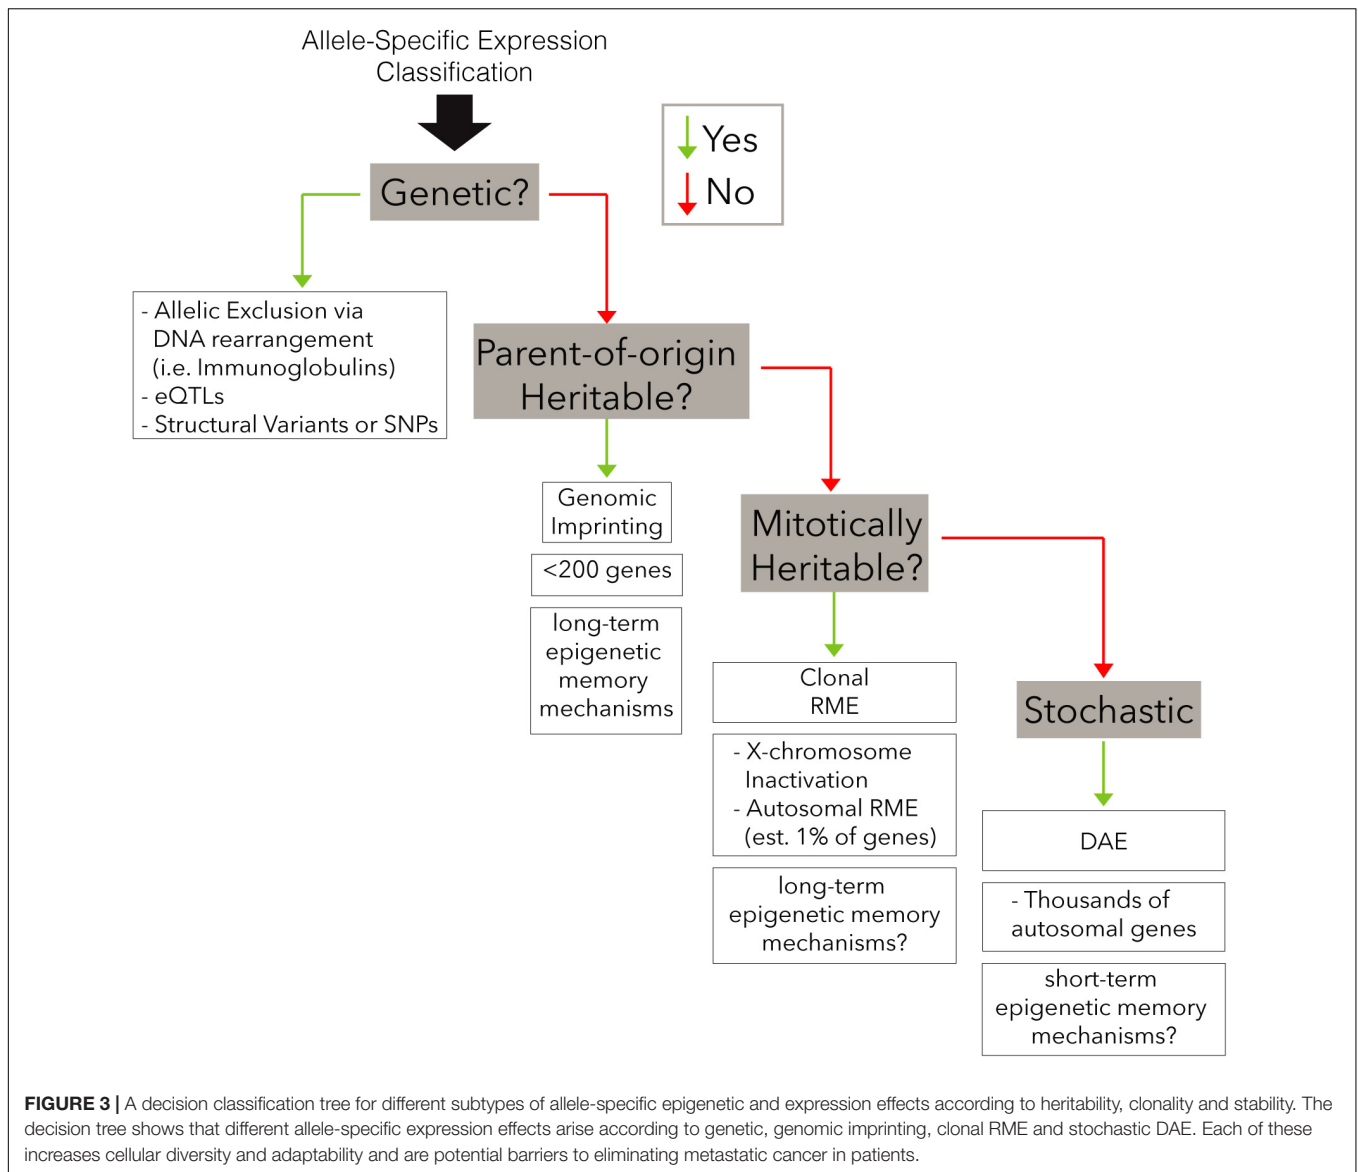 Allele-Specific Expression
Classification
Yes
No
Genetic?
- Allelic Exclusion via
DNA rearrangement
(i.e. Immunoglobulins)
- eQTLs
- Structural Variants or SNPs
Parent-of-origin
Heritable?
Genomic
Imprinting
<200 genes
long-term
epigenetic
memory
mechanisms
Mitotically
Heritable?
Clonal
RME
- X-chromosome
Inactivation
- Autosomal RME
(est. 1% of genes)
long-term
epigenetic memory
mechanisms?
Stochastic
DAE
- Thousands of
autosomal genes
short-term
epigenetic memory
mechanisms?
FIGURE 3 | A decision classification tree for different subtypes of allele-specific epigenetic and expression effects according to heritability, clonality and stability. The
decision tree shows that different allele-specific expression effects arise according to genetic, genomic imprinting, clonal RME and stochastic DAE. Each of these
increases cellular diversity and adaptability and are potential barriers to eliminating metastatic cancer in patients.